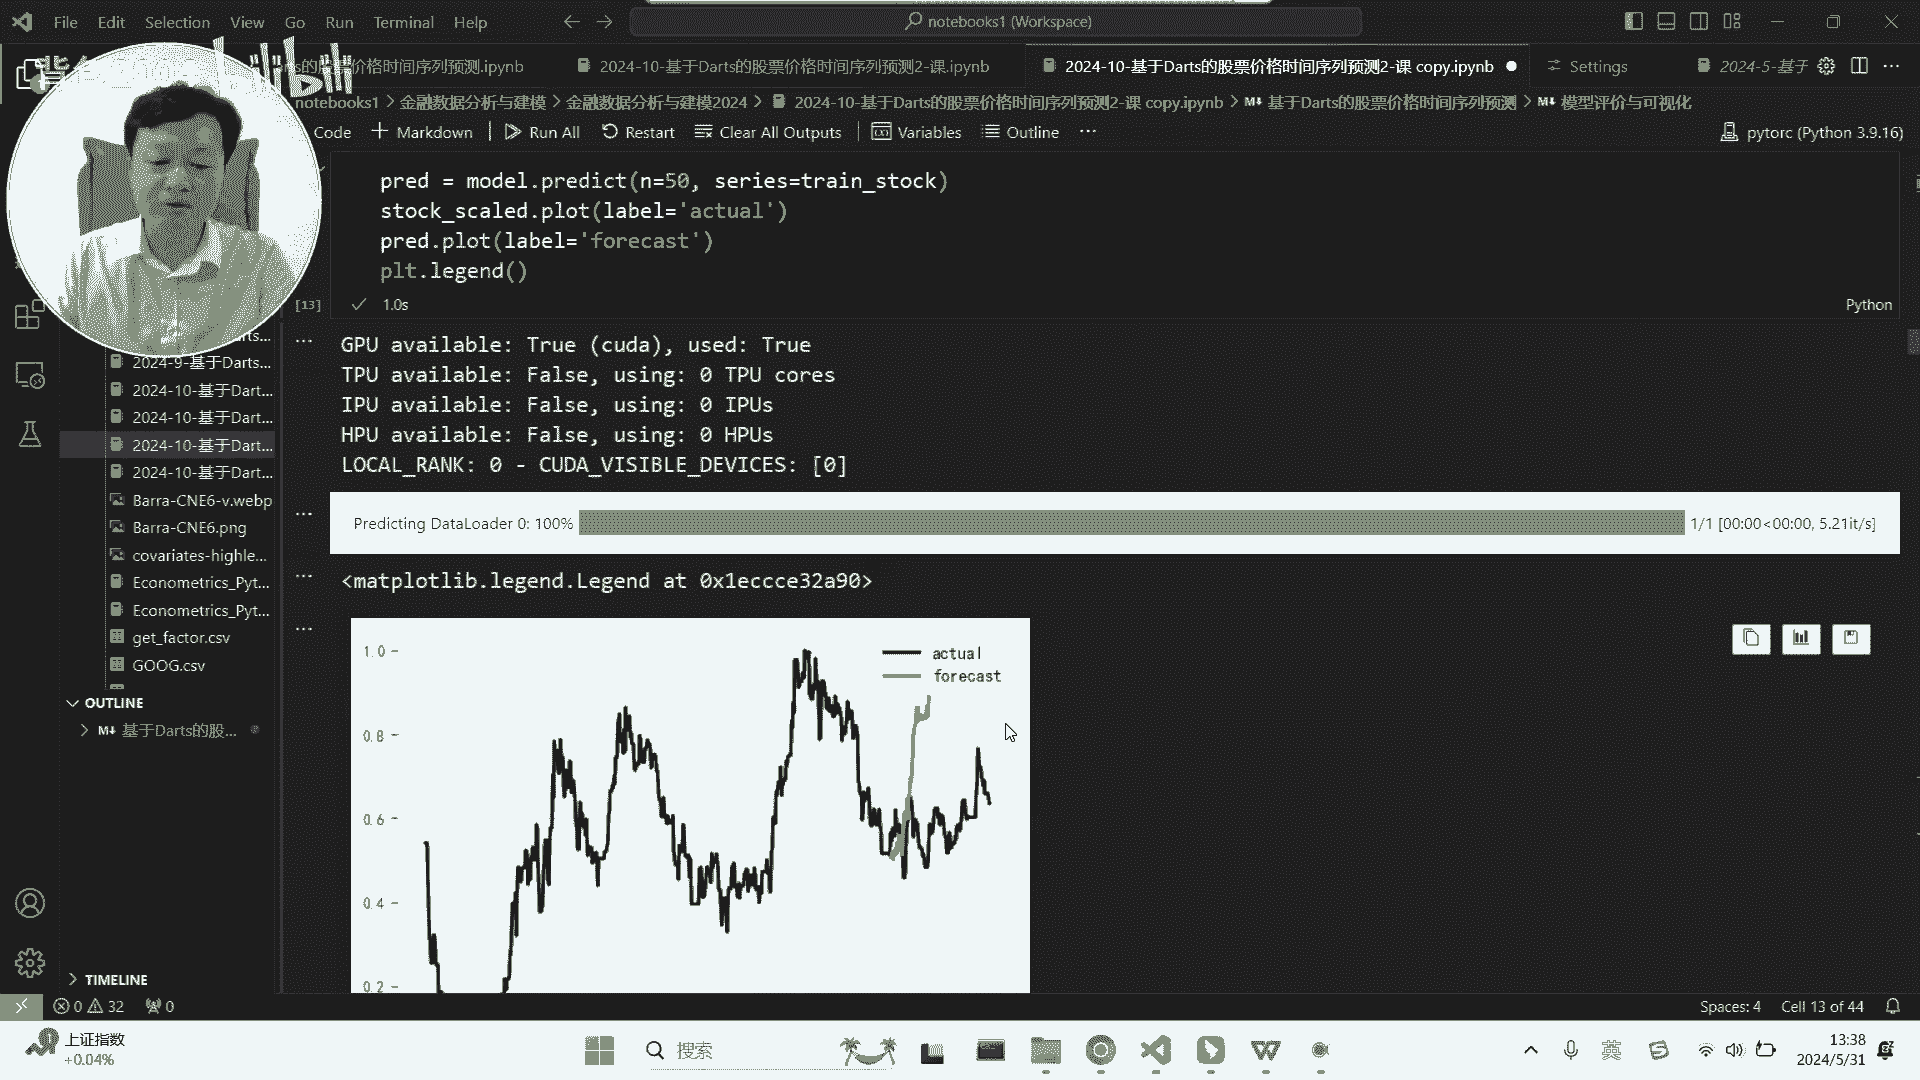 File Edit Selection View Go Run Terminal Help
notebooks1 (Workspace)
bilibili
价格时间序列预测.ipynb
2024-10-基于Darts的股票价格时间序列预测2-课.ipynb
2024-10-基于Darts的股票价格时间序列预测2-课 copy.ipynb
Settings
2024-5-基于
notebooks1 > 金融数据分析与建模 > 金融数据分析与建模2024 > 2024-10-基于Darts的股票价格时间序列预测2-课 copy.ipynb > M↓ 基于Darts的股票价格时间序列预测 > M↓ 模型评价与可视化
Code + Markdown | Run All Restart Clear All Outputs | Variables Outline ...
pytorc (Python 3.9.16)
pred = model.predict(n=50, series=train_stock)
stock_scaled.plot(label='actual')
pred.plot(label='forecast')
plt.legend()
[13] ✓ 1.0s
Python
GPU available: True (cuda), used: True
TPU available: False, using: 0 TPU cores
IPU available: False, using: 0 IPUs
HPU available: False, using: 0 HPUs
LOCAL_RANK: 0 - CUDA_VISIBLE_DEVICES: [0]
Predicting DataLoader 0: 100%
1/1 [00:00<00:00, 5.21it/s]
<matplotlib.legend.Legend at 0x1eccce32a90>
actual
forecast
1.0
0.8
0.6
0.4
0.2
2024-9-基于Darts...
2024-10-基于Dart...
2024-10-基于Dart...
2024-10-基于Dart...
2024-10-基于Dart...
Barra-CNE6-v.webp
Barra-CNE6.png
covariates-highle...
Econometrics_Pyt...
Econometrics_Pyt...
get_factor.csv
GOOG.csv
OUTLINE
M↓ 基于Darts的股...
TIMELINE
0 32 0
Spaces: 4
Cell 13 of 44
上证指数
+0.04%
搜索
英
13:38
2024/5/31